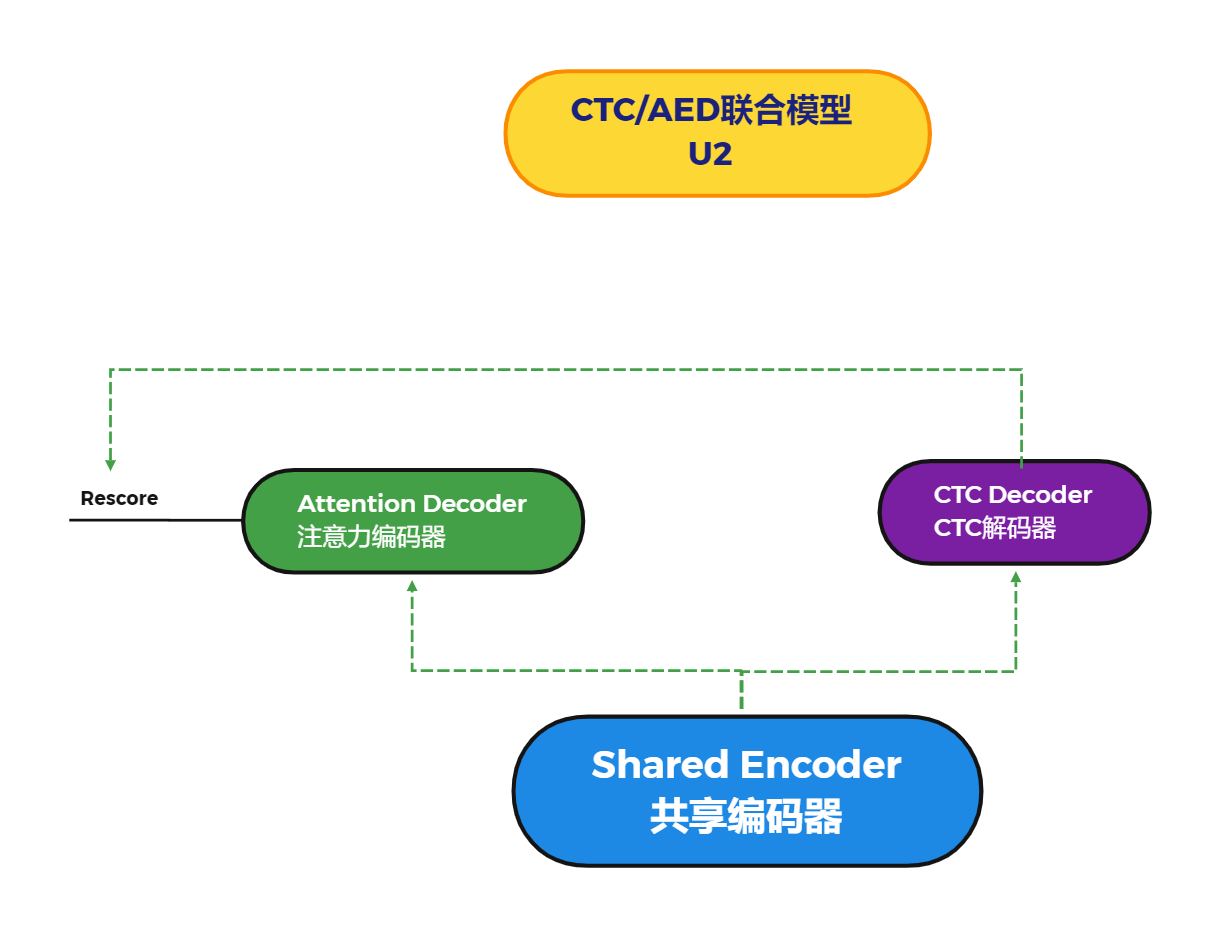 CTC/AED联合模型
U2
Rescore
Attention Decoder
注意力编码器
CTC Decoder
CTC解码器
Shared Encoder
共享编码器